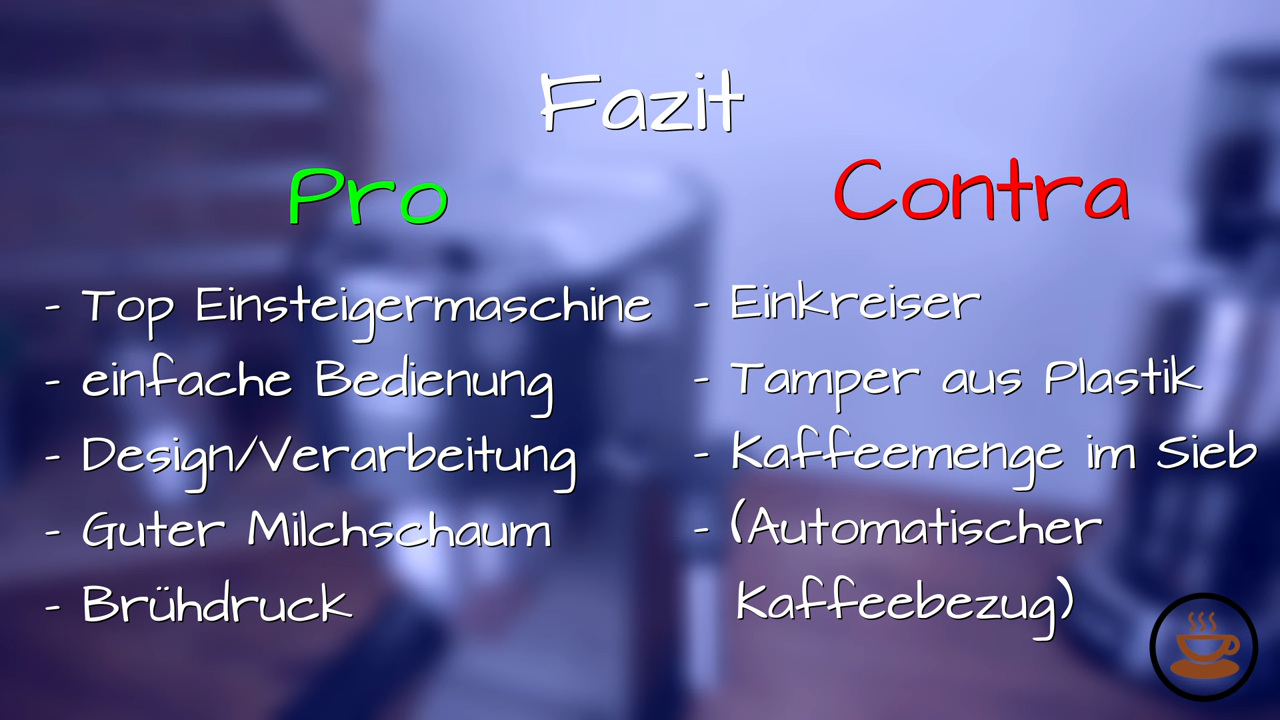 Fazit
Pro
- Top Einsteigermaschine
- einfache Bedienung
- Design/Verarbeitung
- Guter Milchschaum
- Brühdruck
Contra
- Einkreiser
- Tamper aus Plastik
- Kaffeemenge im Sieb
- (Automatischer
Kaffeebezug)